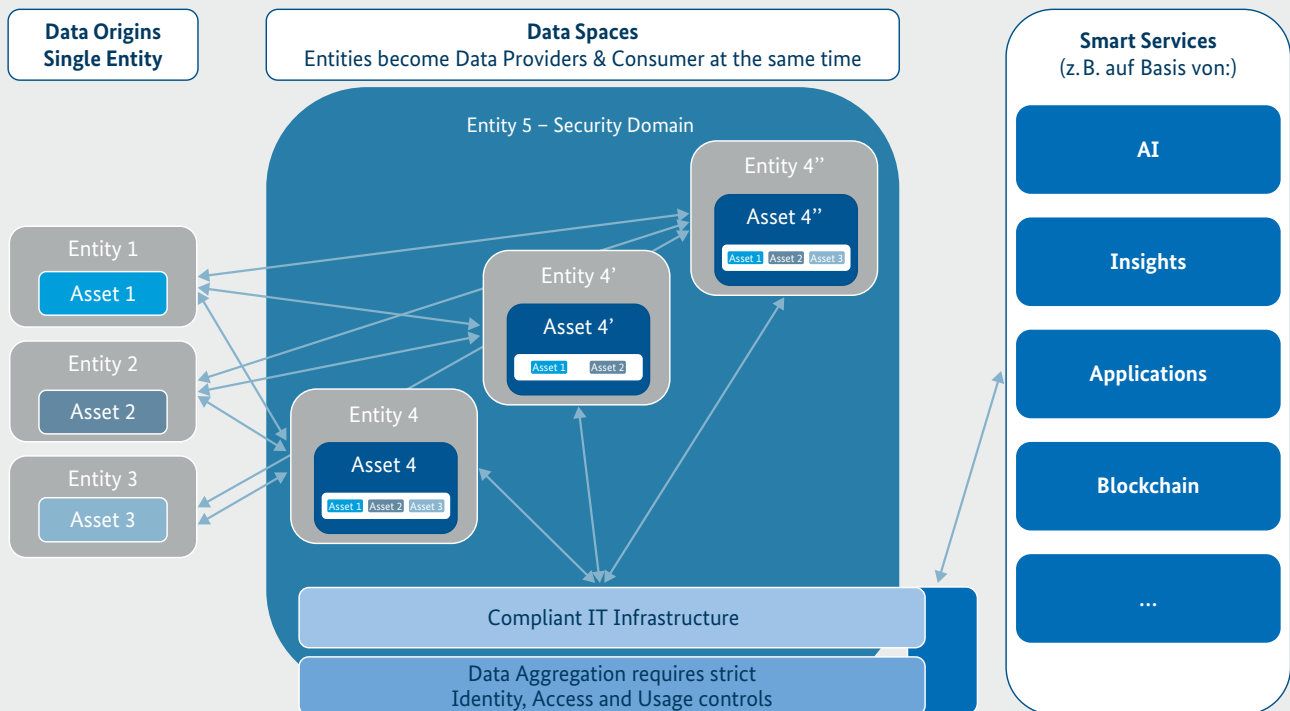 Data Origins
Single Entity
Data Spaces
Entities become Data Providers & Consumer at the same time
Smart Services
(z. B. auf Basis von:)
Entity 5 – Security Domain
Entity 1
Asset 1
Entity 2
Asset 2
Entity 3
Asset 3
Entity 4
Asset 4
Asset 1 Asset 2 Asset 3
Entity 4’
Asset 4’
Asset 1 Asset 2
Entity 4’’
Asset 4’’
Asset 1 Asset 2 Asset 3
Compliant IT Infrastructure
Data Aggregation requires strict
Identity, Access and Usage controls
AI
Insights
Applications
Blockchain
...